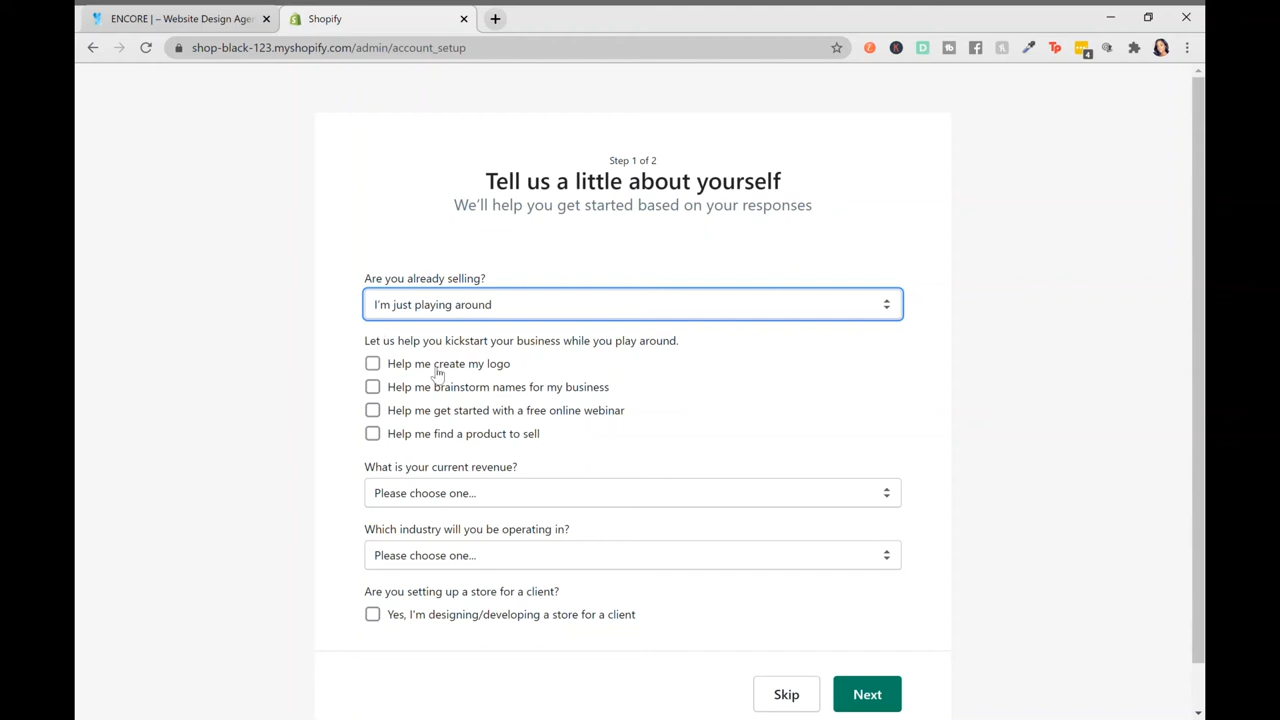 ENCORE | – Website Design Agen
Shopify
shop-black-123.myshopify.com/admin/account_setup
Tp
4
Step 1 of 2
Tell us a little about yourself
We'll help you get started based on your responses
Are you already selling?
I'm just playing around
Let us help you kickstart your business while you play around.
Help me create my logo
Help me brainstorm names for my business
Help me get started with a free online webinar
Help me find a product to sell
What is your current revenue?
Please choose one...
Which industry will you be operating in?
Please choose one...
Are you setting up a store for a client?
Yes, I'm designing/developing a store for a client
Skip
Next